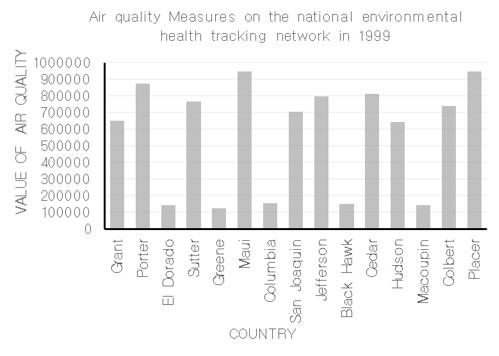 Air quality Measures on the national environmental
health tracking network in 1999
VALUE OF AIR QUALITY
1000000
900000
800000
700000
600000
500000
400000
300000
200000
100000
0
Grant
Porter
El Dorado
Sutter
Greene
Maui
Columbia
San Joaquin
Jefferson
Black Hawk
Cedar
Hudson
Macoupin
Colbert
Placer
COUNTRY